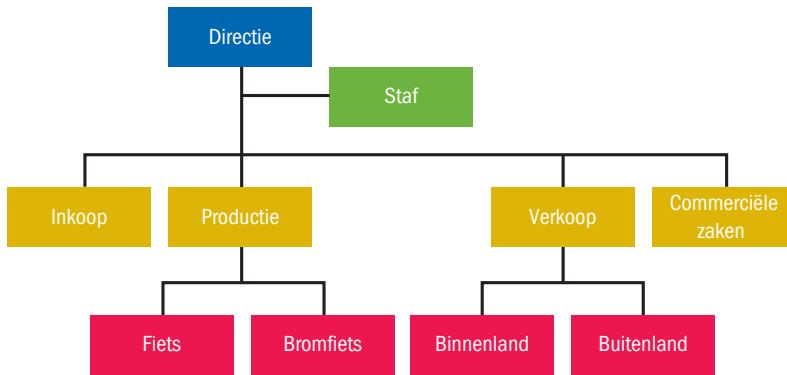 Directie
Staf
Inkoop
Productie
Verkoop
Commerciële
zaken
Fiets
Bromfiets
Binnenland
Buitenland